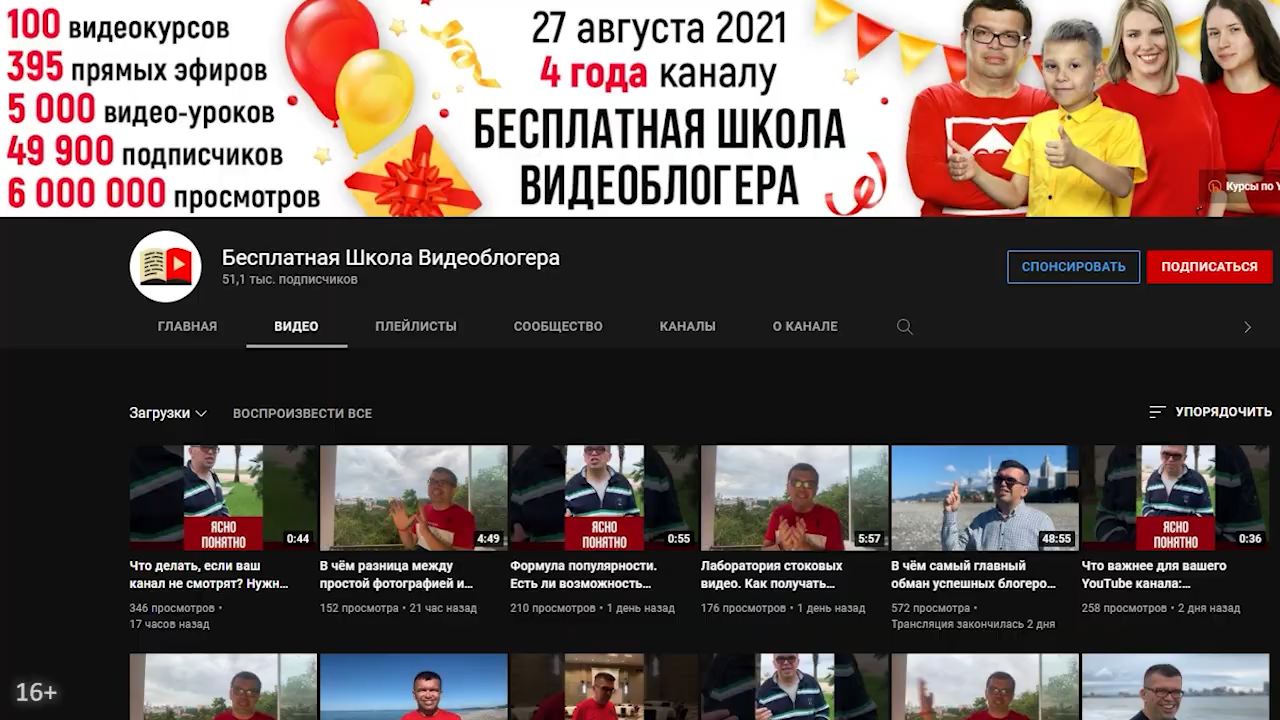 100 видеокурсов
395 прямых эфиров
5 000 видео-уроков
49 900 подписчиков
6 000 000 просмотров
27 августа 2021
4 года каналу
БЕСПЛАТНАЯ ШКОЛА
ВИДЕОБЛОГЕРА
Курсы по Y
Бесплатная Школа Видеоблогера
51,1 тыс. подписчиков
СПОНСИРОВАТЬ
ПОДПИСАТЬСЯ
ГЛАВНАЯ ВИДЕО ПЛЕЙЛИСТЫ СООБЩЕСТВО КАНАЛЫ О КАНАЛЕ
Загрузки ВОСПРОИЗВЕСТИ ВСЕ УПОРЯДОЧИТЬ
ЯСНО
ПОНЯТНО
0:44
Что делать, если ваш
канал не смотрят? Нужн...
346 просмотров •
17 часов назад
4:49
В чём разница между
простой фотографией и...
152 просмотра • 21 час назад
ЯСНО
ПОНЯТНО
0:55
Формула популярности.
Есть ли возможность...
210 просмотров • 1 день назад
5:57
Лаборатория стоковых
видео. Как получать...
176 просмотров • 1 день назад
48:55
В чём самый главный
обман успешных блогеро...
572 просмотра •
Трансляция закончилась 2 дня
ЯСНО
ПОНЯТНО
0:36
Что важнее для вашего
YouTube канала:...
258 просмотров • 2 дня назад
16+